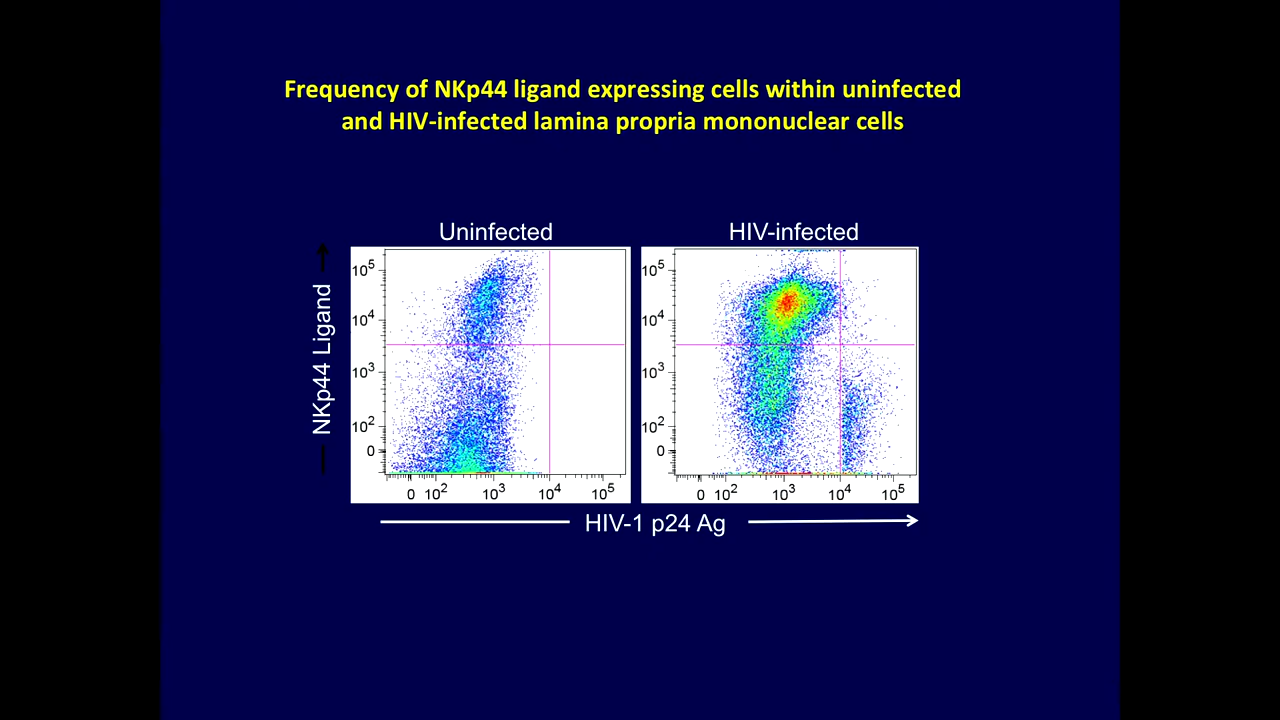 Frequency of NKp44 ligand expressing cells within uninfected
and HIV-infected lamina propria mononuclear cells
Uninfected
HIV-infected
NKp44 Ligand
10⁵
10⁴
10³
10²
0
0 10² 10³ 10⁴ 10⁵
10⁵
10⁴
10³
10²
0
0 10² 10³ 10⁴ 10⁵
HIV-1 p24 Ag